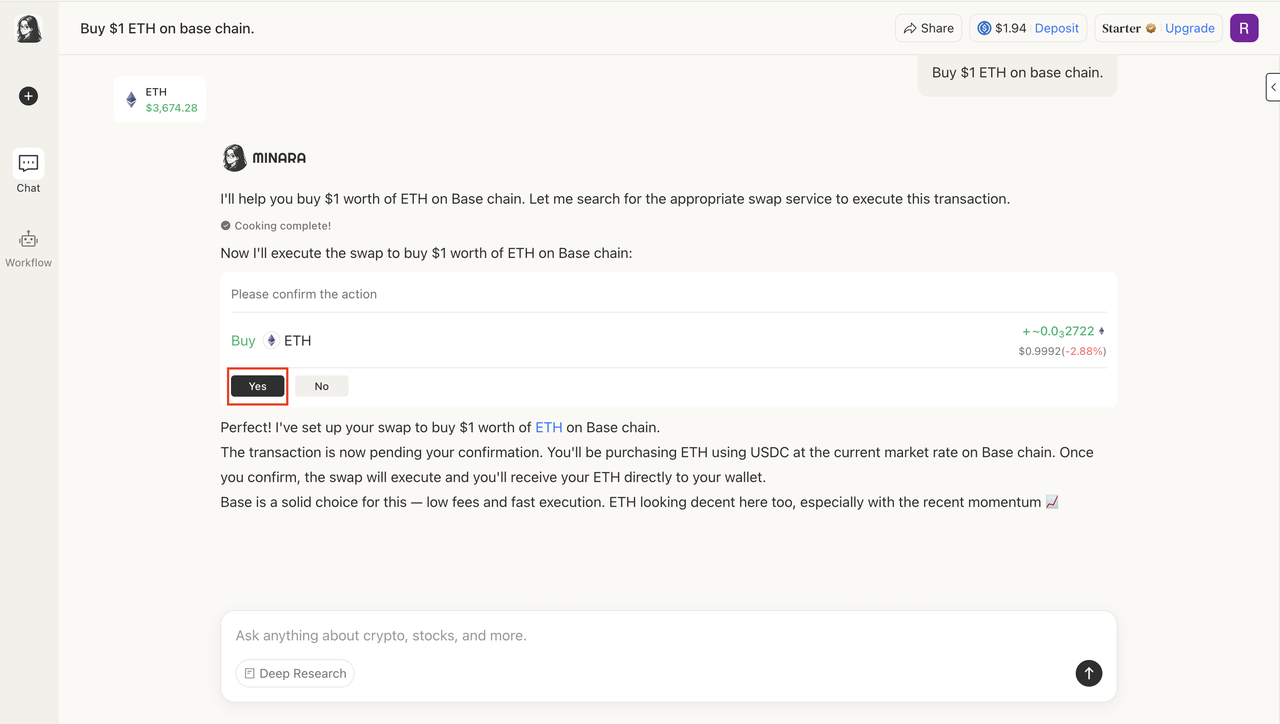 Buy $1 ETH on base chain.
Share
$1.94 Deposit
Starter Upgrade
R
Buy $1 ETH on base chain.
ETH
$3,674.28
Chat
Workflow
MINARA
I'll help you buy $1 worth of ETH on Base chain. Let me search for the appropriate swap service to execute this transaction.
Cooking complete!
Now I'll execute the swap to buy $1 worth of ETH on Base chain:
Please confirm the action
Buy ETH
+~0.0₃2722
$0.9992(-2.88%)
Yes
No
Perfect! I've set up your swap to buy $1 worth of ETH on Base chain.
The transaction is now pending your confirmation. You'll be purchasing ETH using USDC at the current market rate on Base chain. Once
you confirm, the swap will execute and you'll receive your ETH directly to your wallet.
Base is a solid choice for this — low fees and fast execution. ETH looking decent here too, especially with the recent momentum 📈
Ask anything about crypto, stocks, and more.
Deep Research